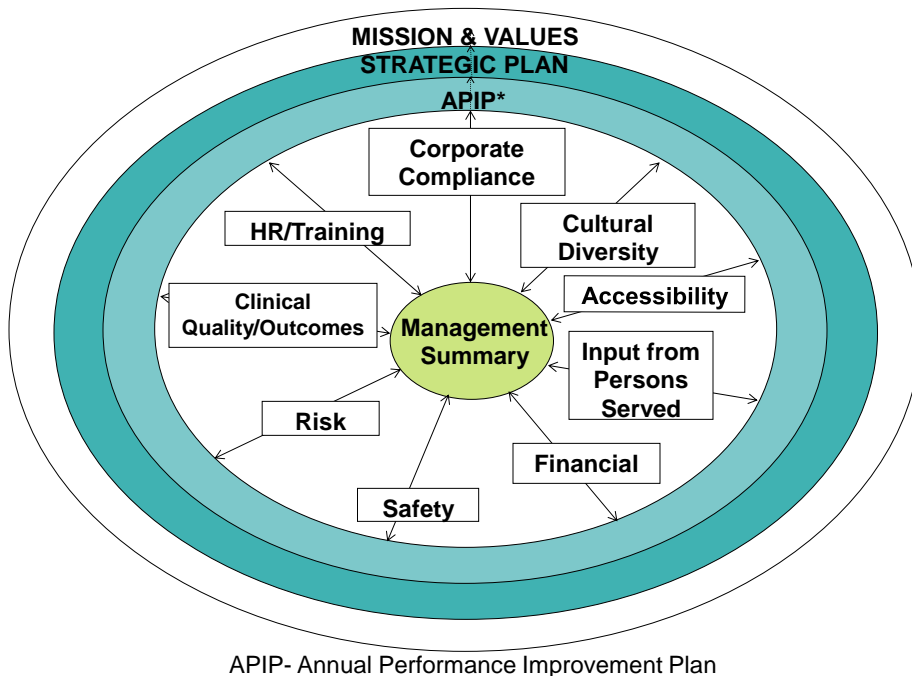 MISSION & VALUES
STRATEGIC PLAN
APIP*
Corporate
Compliance
HR/Training
Cultural
Diversity
Clinical
Quality/Outcomes
Accessibility
Management
Summary
Input from
Persons
Served
Risk
Financial
Safety
APIP- Annual Performance Improvement Plan